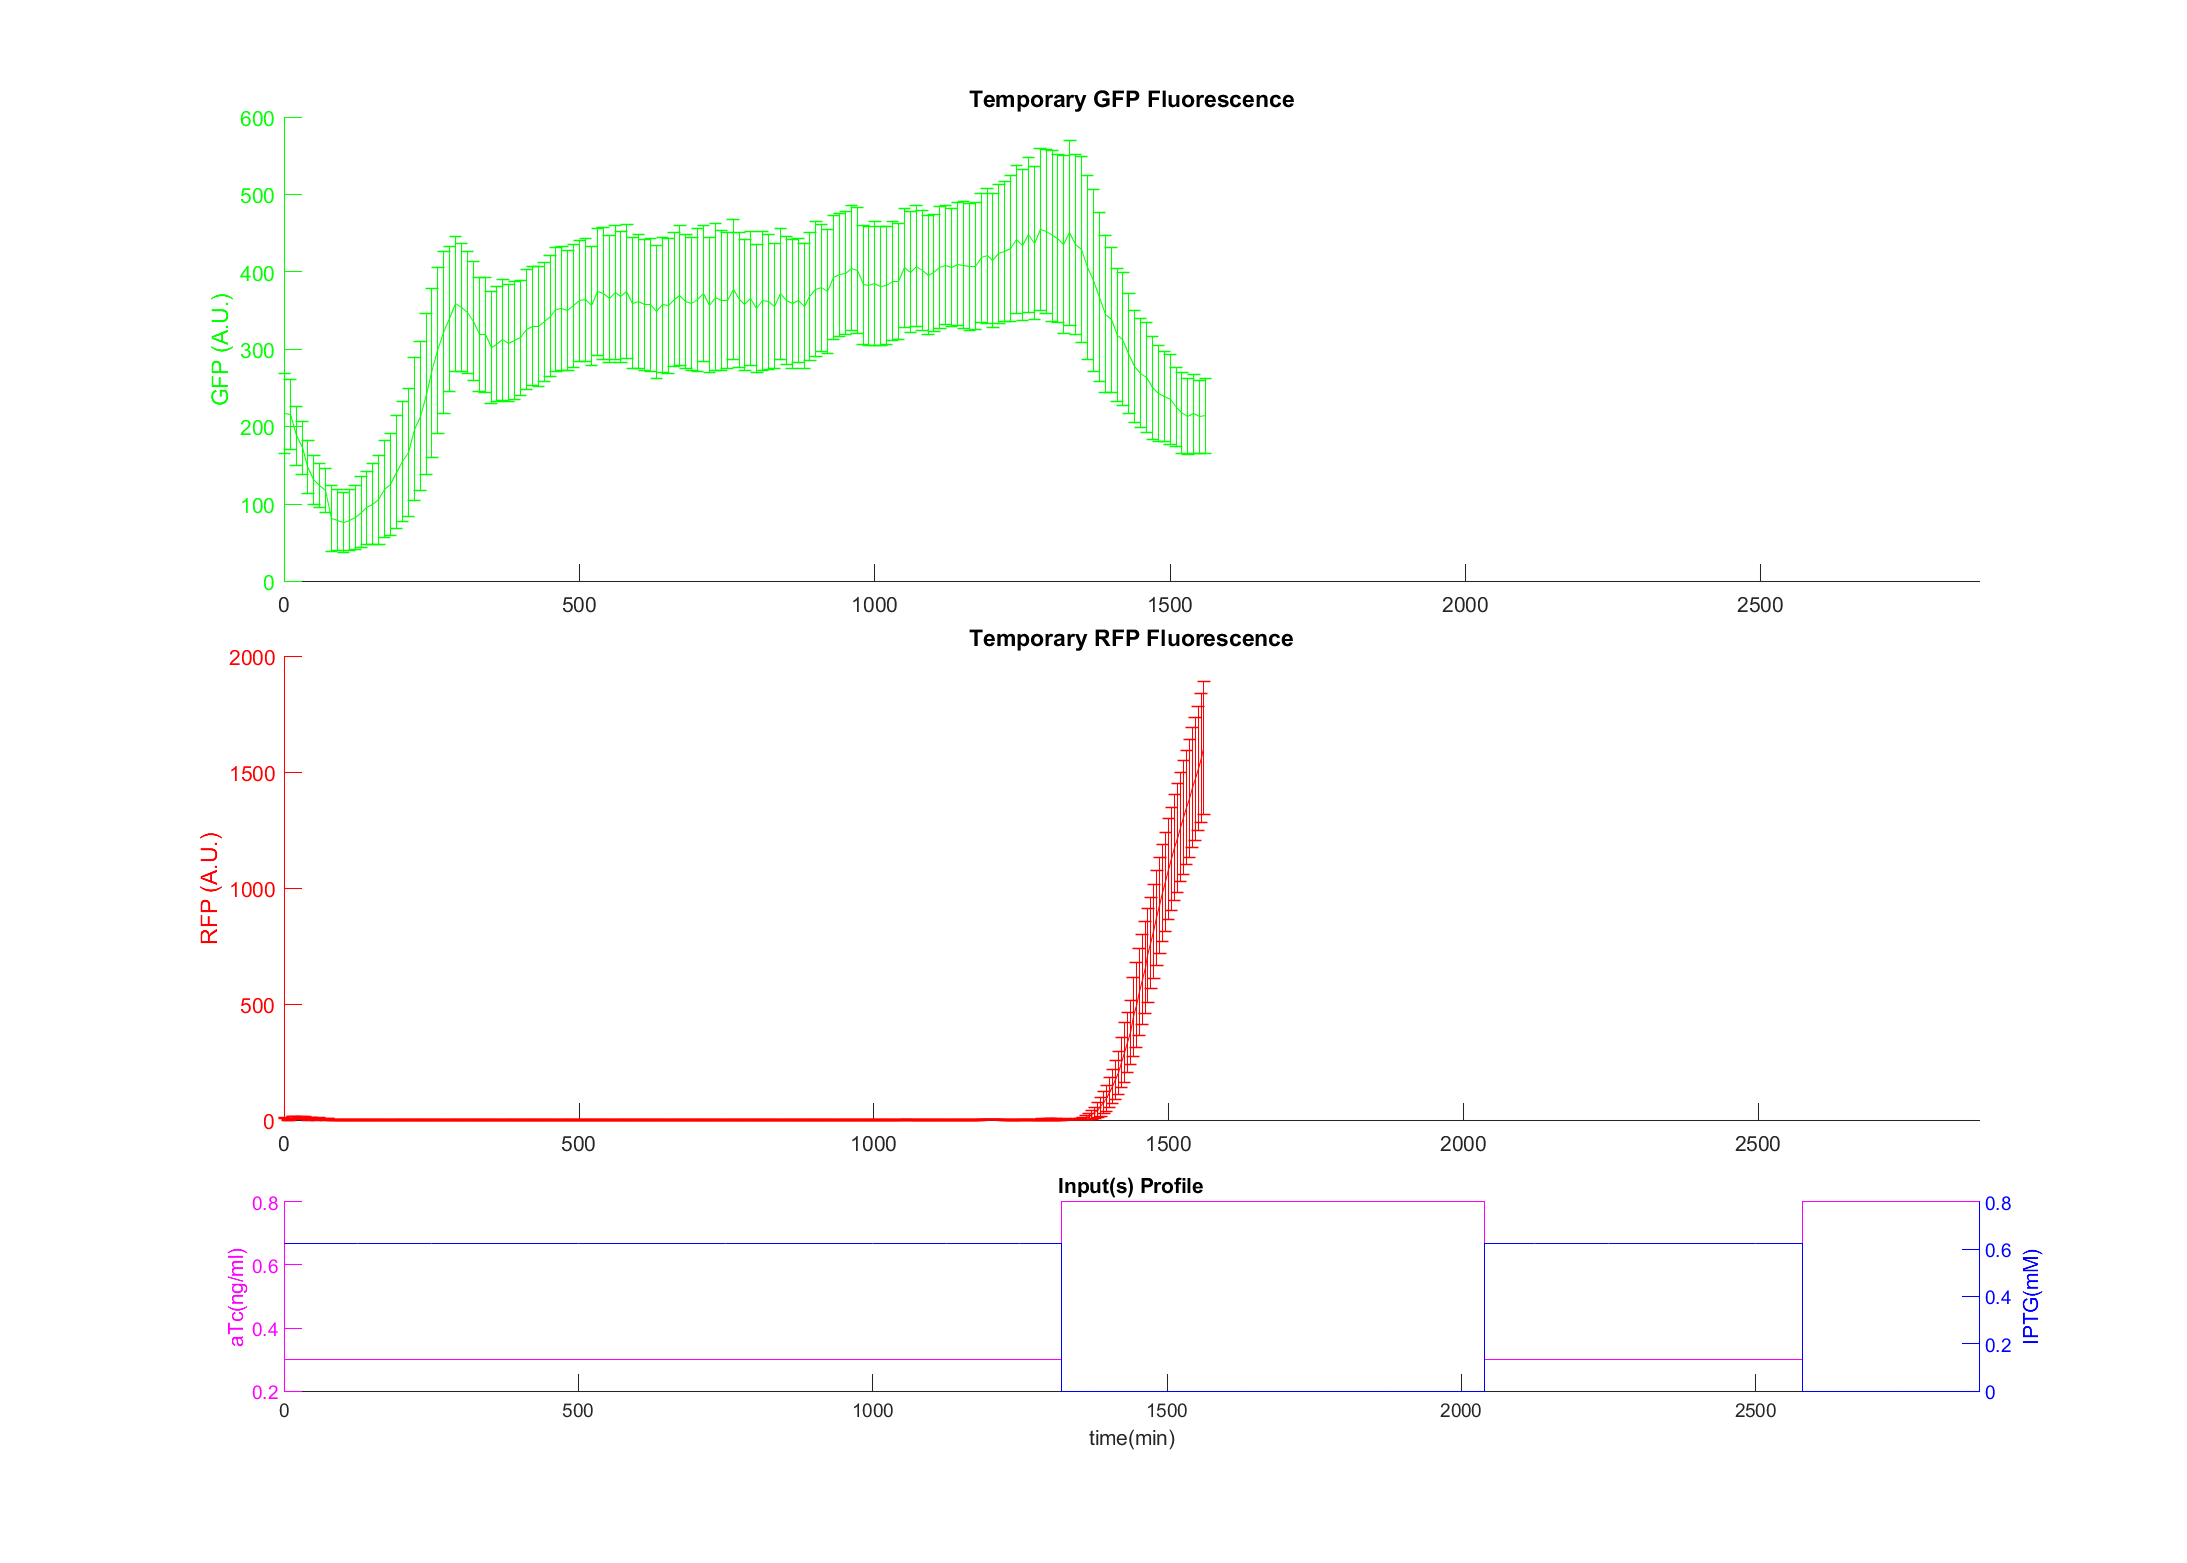 Temporary GFP Fluorescence
GFP (A.U.)
600
500
400
300
200
100
0
0 500 1000 1500 2000 2500
Temporary RFP Fluorescence
RFP (A.U.)
2000
1500
1000
500
0
0 500 1000 1500 2000 2500
Input(s) Profile
aTc(ng/ml)
0.8
0.6
0.4
0.2
IPTG(mM)
0.8
0.6
0.4
0.2
0
0 500 1000 1500 2000 2500
time(min)